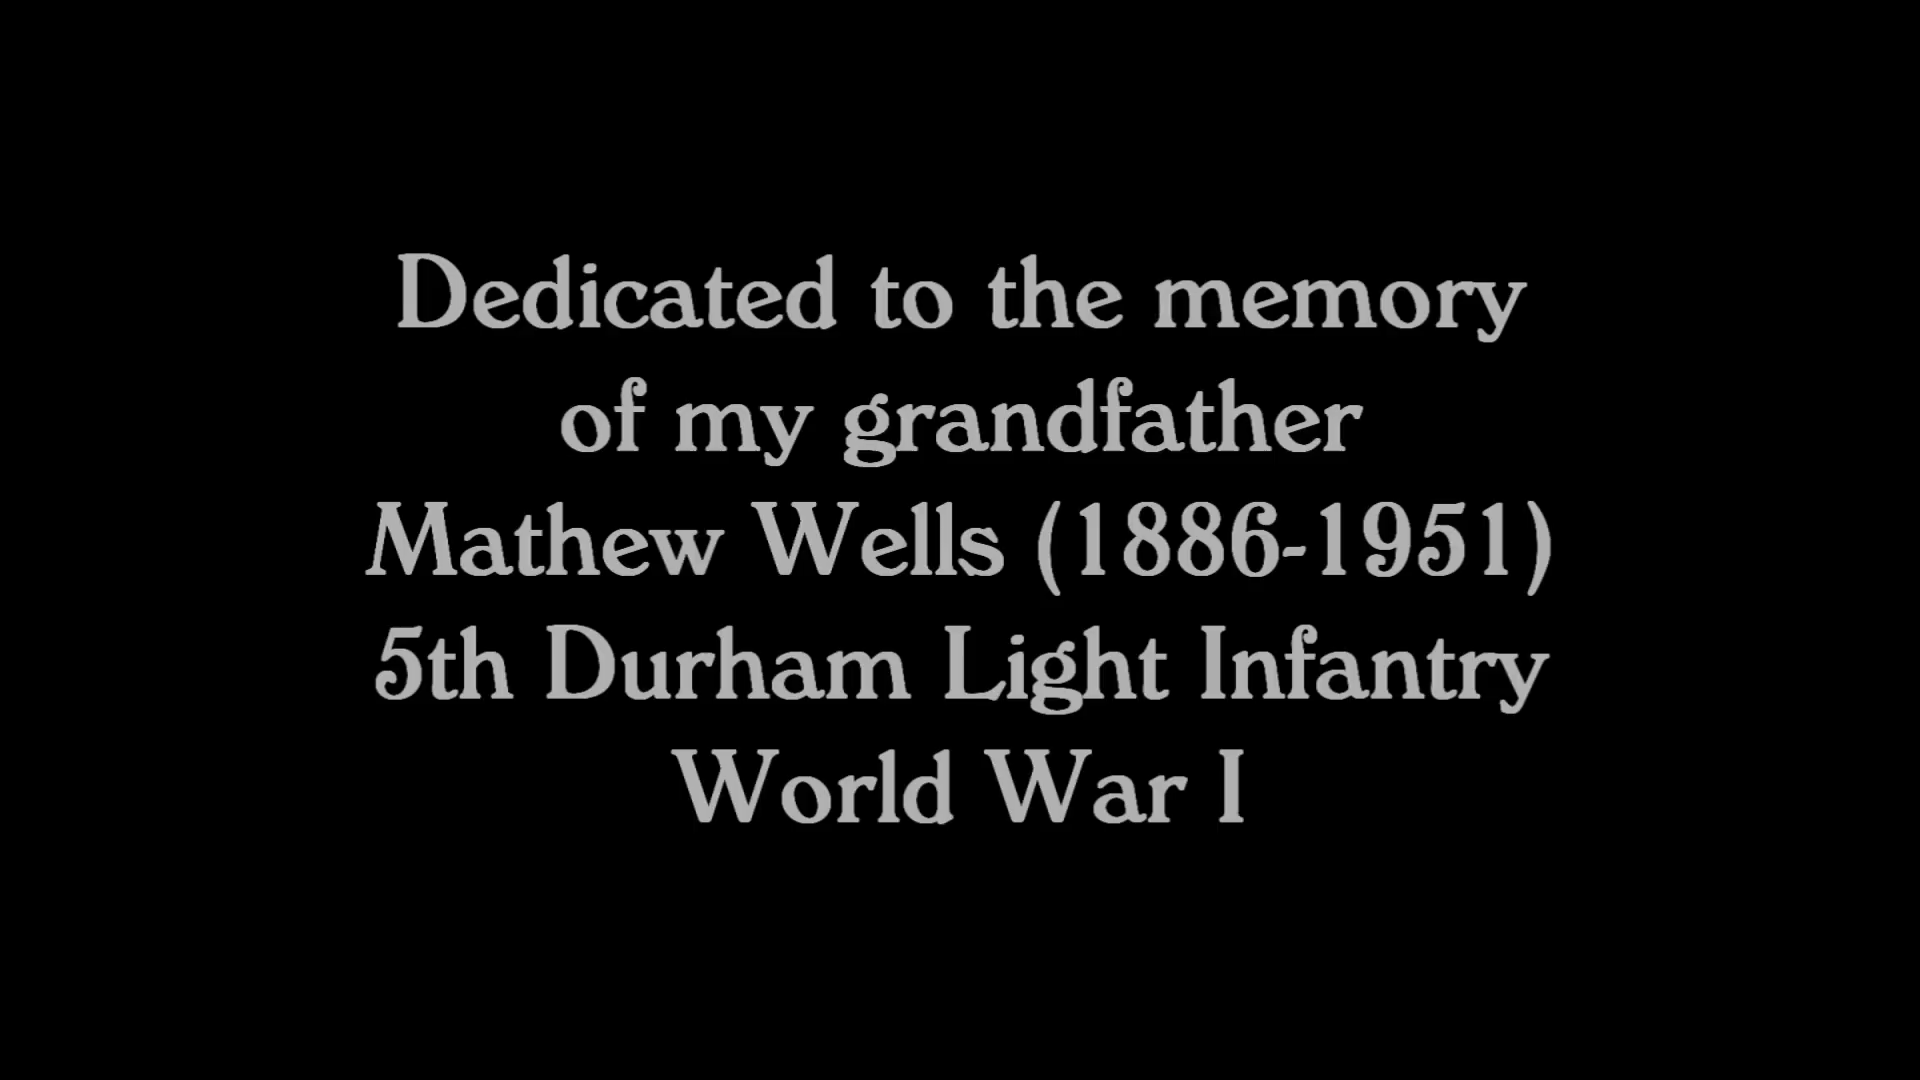 Dedicated to the memory
of my grandfather
Mathew Wells (1886-1951)
5th Durham Light Infantry
World War I